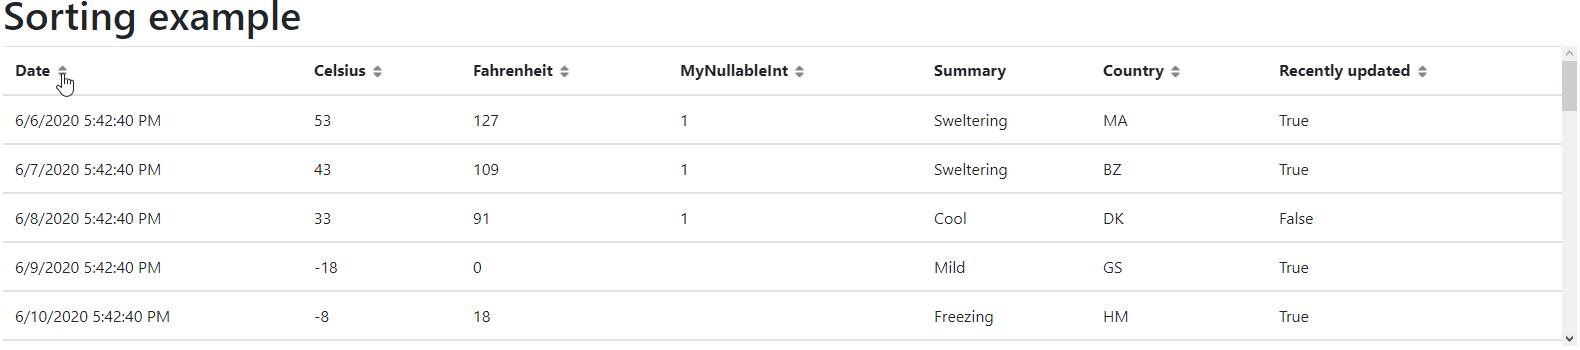 Sorting example
Date Celsius Fahrenheit MyNullableInt Summary Country Recently updated
6/6/2020 5:42:40 PM 53 127 1 Sweltering MA True
6/7/2020 5:42:40 PM 43 109 1 Sweltering BZ True
6/8/2020 5:42:40 PM 33 91 1 Cool DK False
6/9/2020 5:42:40 PM -18 0 Mild GS True
6/10/2020 5:42:40 PM -8 18 Freezing HM True